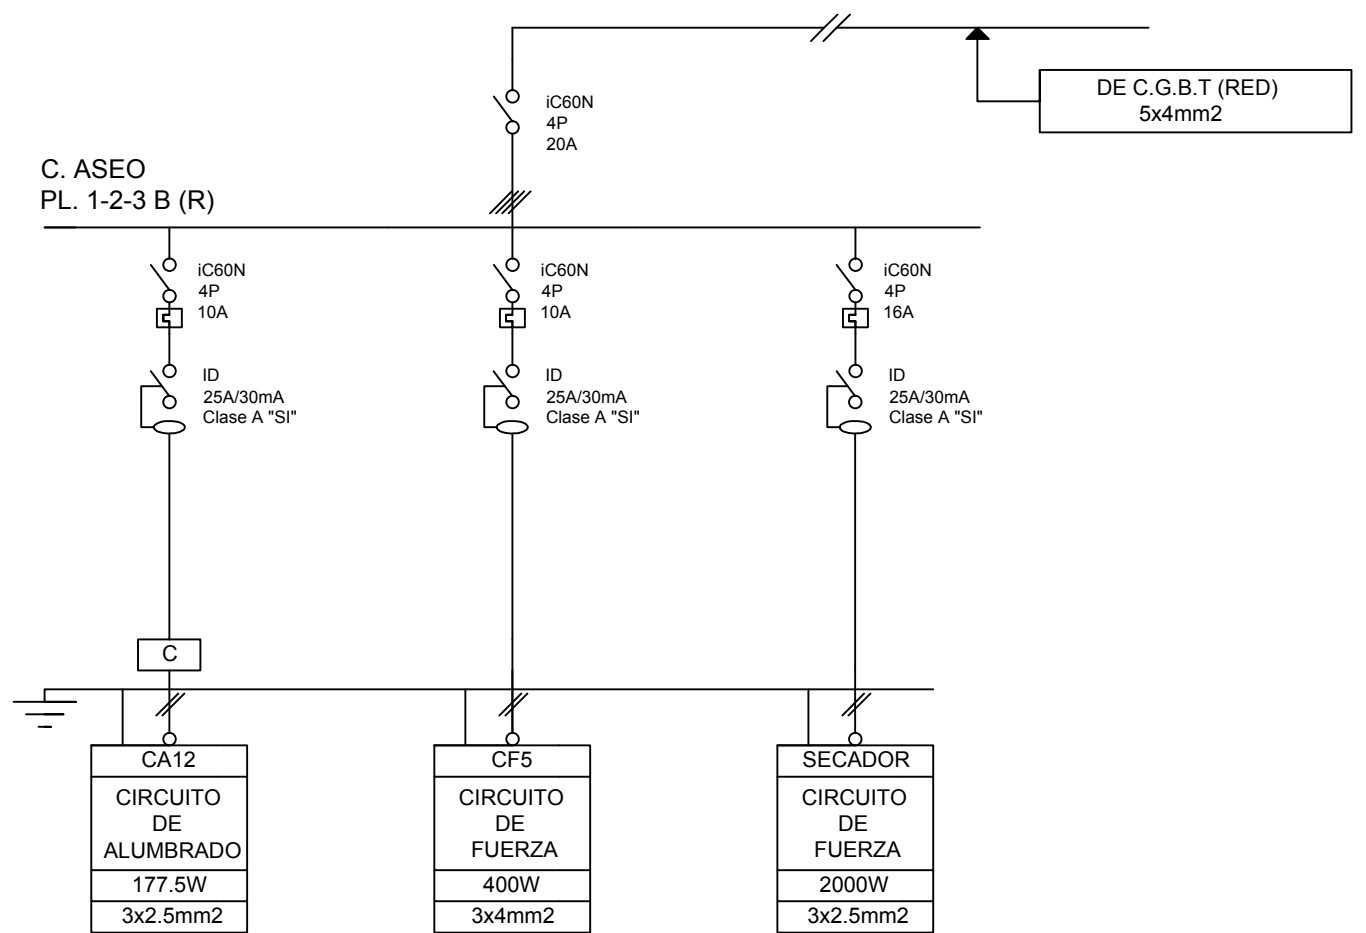 DE C.G.B.T (RED)
5x4mm2
iC60N
4P
20A
C. ASEO
PL. 1-2-3 B (R)
iC60N
4P
10A
iC60N
4P
10A
iC60N
4P
16A
ID
25A/30mA
Clase A "SI"
ID
25A/30mA
Clase A "SI"
ID
25A/30mA
Clase A "SI"
C
CA12
CIRCUITO
DE
ALUMBRADO
177.5W
3x2.5mm2
CF5
CIRCUITO
DE
FUERZA
400W
3x4mm2
SECADOR
CIRCUITO
DE
FUERZA
2000W
3x2.5mm2